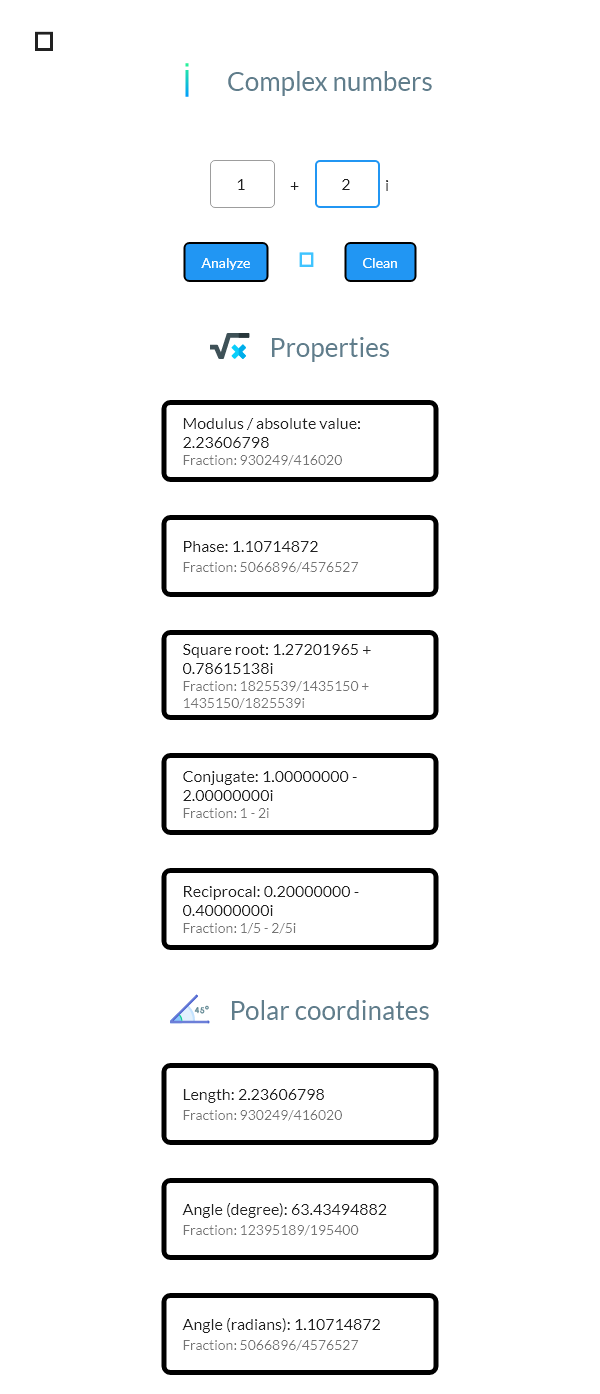 i
Complex numbers
1 + 2 i
Analyze
Clean
√x
Properties
Modulus / absolute value:
2.23606798
Fraction: 930249/416020
Phase: 1.10714872
Fraction: 5066896/4576527
Square root: 1.27201965 +
0.78615138i
Fraction: 1825539/1435150 +
1435150/1825539i
Conjugate: 1.00000000 -
2.00000000i
Fraction: 1 - 2i
Reciprocal: 0.20000000 -
0.40000000i
Fraction: 1/5 - 2/5i
45°
Polar coordinates
Length: 2.23606798
Fraction: 930249/416020
Angle (degree): 63.43494882
Fraction: 12395189/195400
Angle (radians): 1.10714872
Fraction: 5066896/4576527